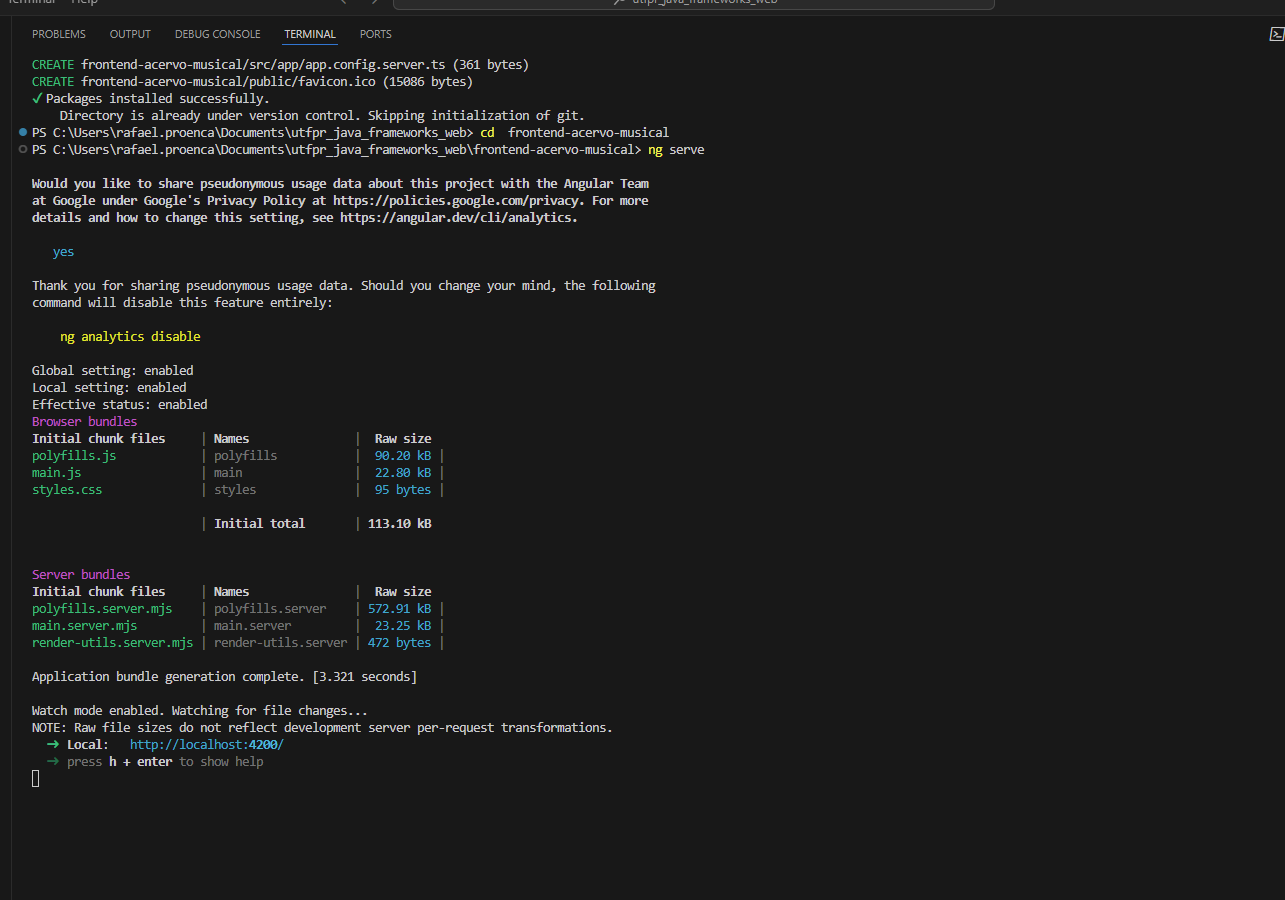 Terminal Help
utfpr_java_frameworks_web
PROBLEMS OUTPUT DEBUG CONSOLE TERMINAL PORTS
CREATE frontend-acervo-musical/src/app/app.config.server.ts (361 bytes)
CREATE frontend-acervo-musical/public/favicon.ico (15086 bytes)
✓ Packages installed successfully.
Directory is already under version control. Skipping initialization of git.
PS C:\Users\rafael.proenca\Documents\utfpr_java_frameworks_web> cd frontend-acervo-musical
PS C:\Users\rafael.proenca\Documents\utfpr_java_frameworks_web\frontend-acervo-musical> ng serve
Would you like to share pseudonymous usage data about this project with the Angular Team
at Google under Google's Privacy Policy at https://policies.google.com/privacy. For more
details and how to change this setting, see https://angular.dev/cli/analytics.
yes
Thank you for sharing pseudonymous usage data. Should you change your mind, the following
command will disable this feature entirely:
ng analytics disable
Global setting: enabled
Local setting: enabled
Effective status: enabled
Browser bundles
Initial chunk files | Names | Raw size
polyfills.js | polyfills | 90.20 kB |
main.js | main | 22.80 kB |
styles.css | styles | 95 bytes |
| Initial total | 113.10 kB
Server bundles
Initial chunk files | Names | Raw size
polyfills.server.mjs | polyfills.server | 572.91 kB |
main.server.mjs | main.server | 23.25 kB |
render-utils.server.mjs | render-utils.server | 472 bytes |
Application bundle generation complete. [3.321 seconds]
Watch mode enabled. Watching for file changes...
NOTE: Raw file sizes do not reflect development server per-request transformations.
➜ Local: http://localhost:4200/
➜ press h + enter to show help